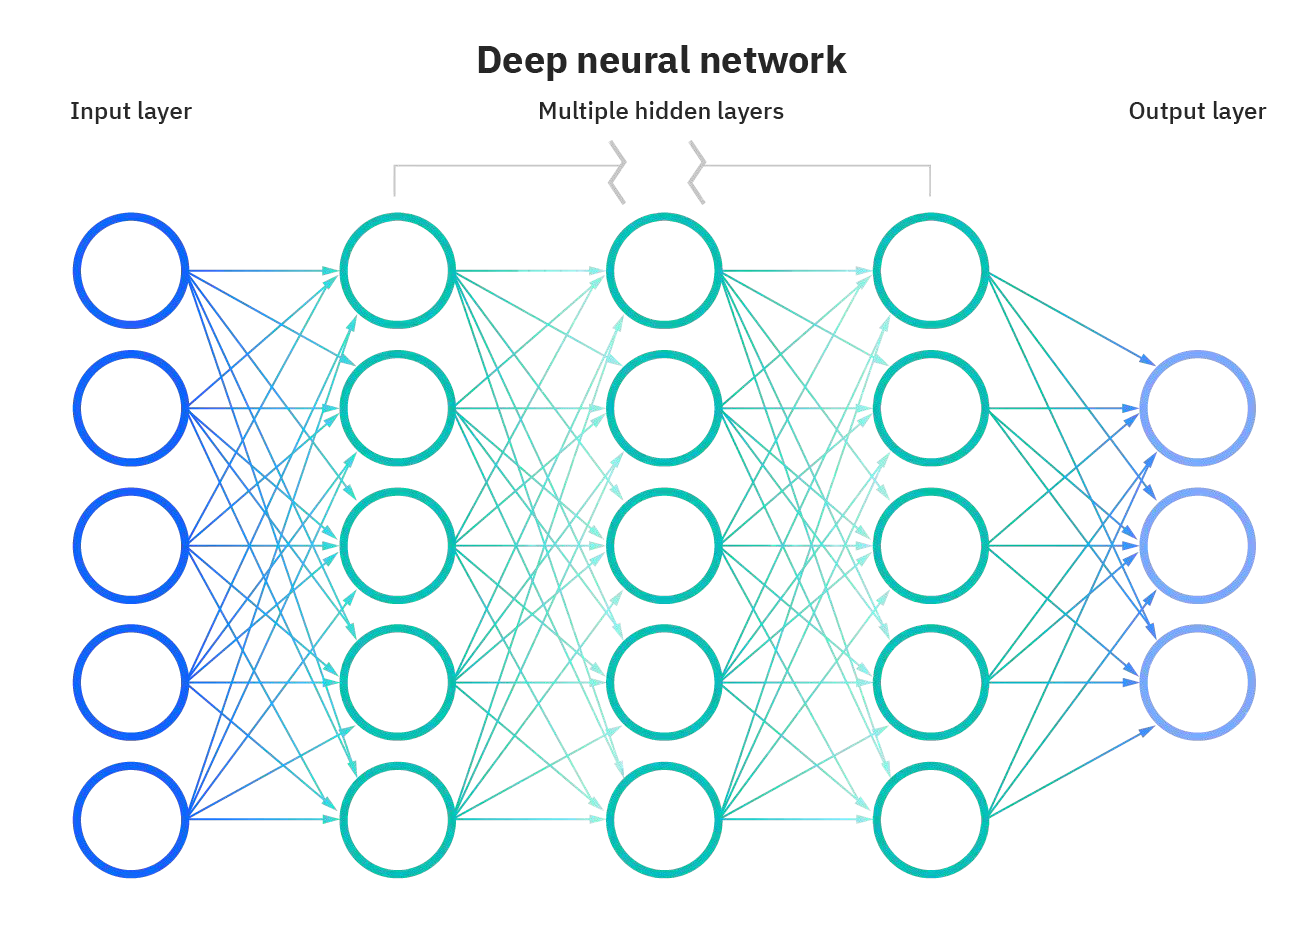 Deep neural network
Input layer
Multiple hidden layers
Output layer